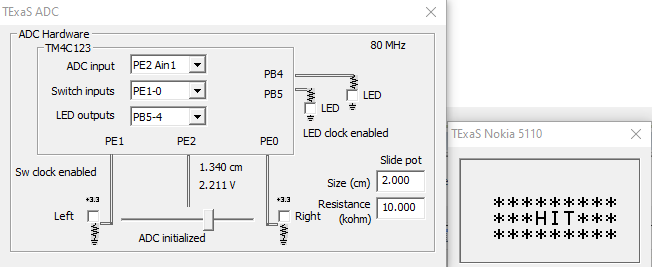 TExaS ADC
ADC Hardware
TM4C123
80 MHz
ADC input PE2 Ain1
Switch inputs PE1-0
LED outputs PB5-4
PB4
PB5
LED
LED
LED clock enabled
PE1 PE2 PE0
Sw clock enabled
1.340 cm
2.211 V
Slide pot
Size (cm) 2.000
Resistance (kohm) 10.000
+3.3
+3.3
Left
Right
ADC initialized
TExaS Nokia 5110
**********
***HIT****
**********